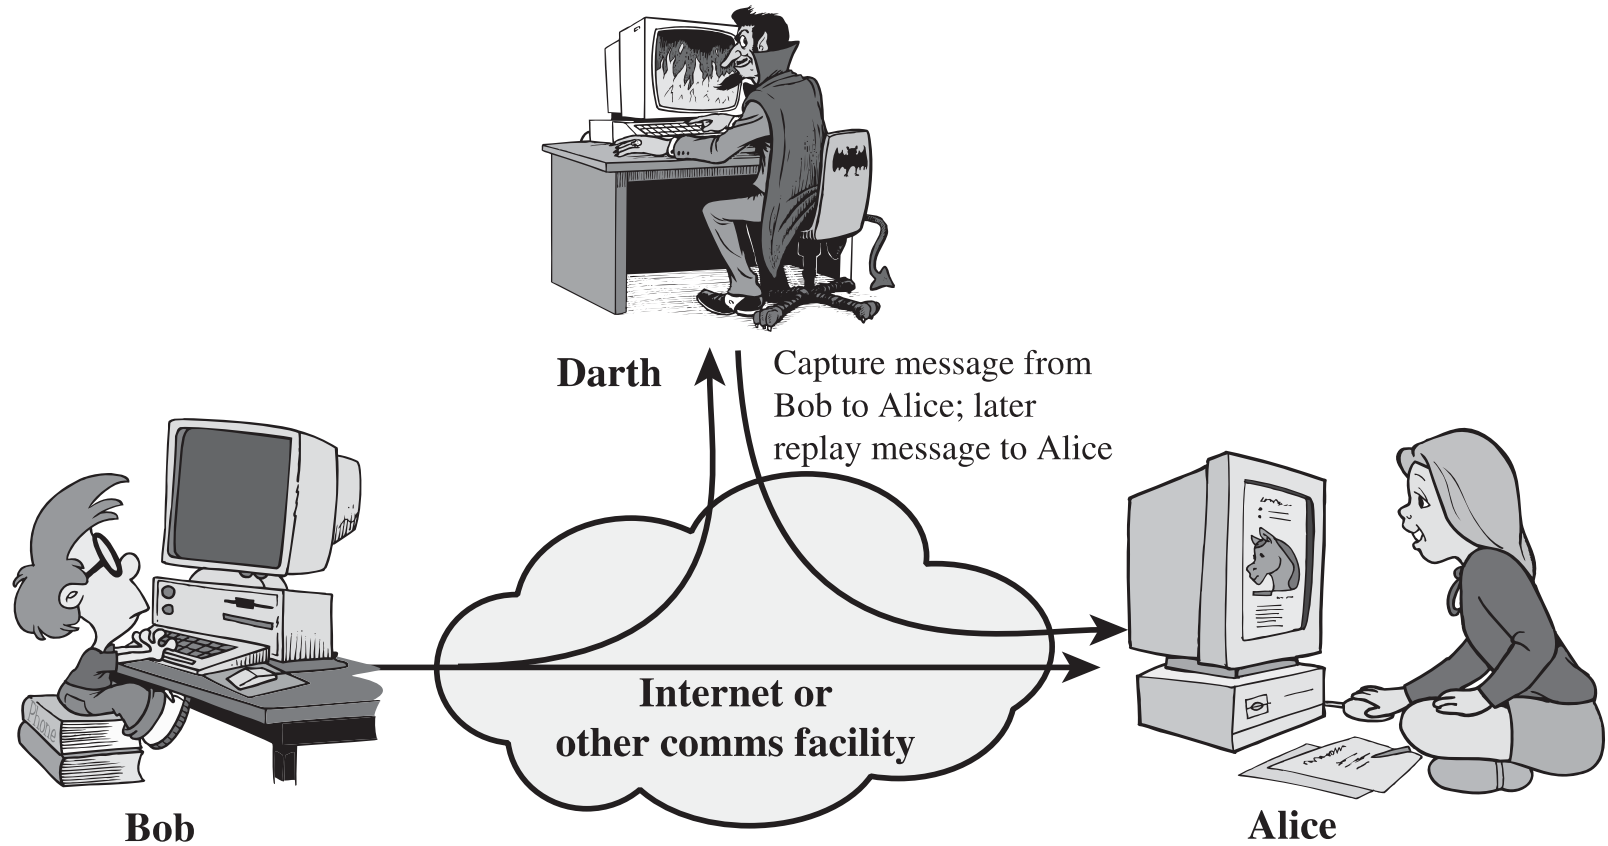 Darth
Capture message from
Bob to Alice; later
replay message to Alice
Internet or
other comms facility
Phone
Bob
Alice